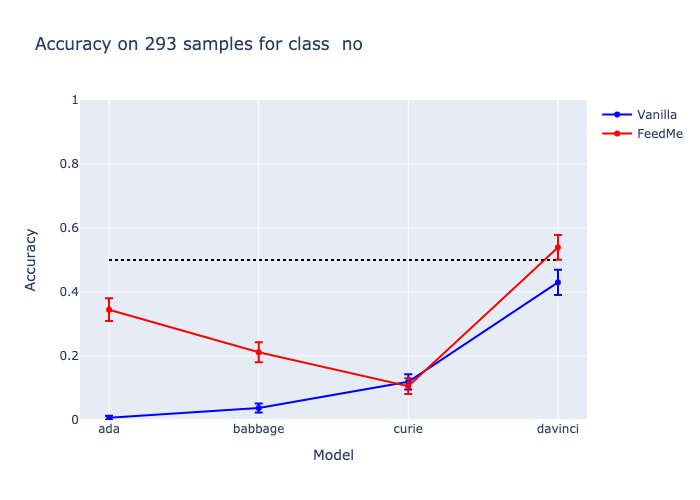 Accuracy on 293 samples for class  no
1
0.8
0.6
0.4
0.2
0
Accuracy
ada
babbage
curie
davinci
Model
Vanilla
FeedMe